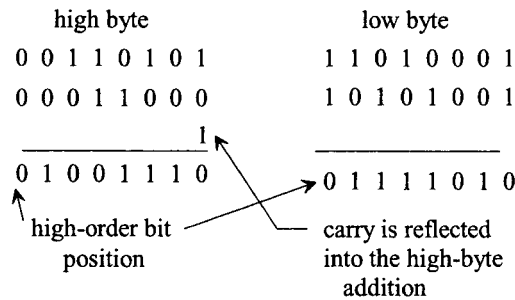 high byte low byte
0 0 1 1 0 1 0 1 1 1 0 1 0 0 0 1
0 0 0 1 1 0 0 0 1 0 1 0 1 0 0 1
1
0 1 0 0 1 1 1 0 0 1 1 1 1 0 1 0
high-order bit carry is reflected
position into the high-byte
addition